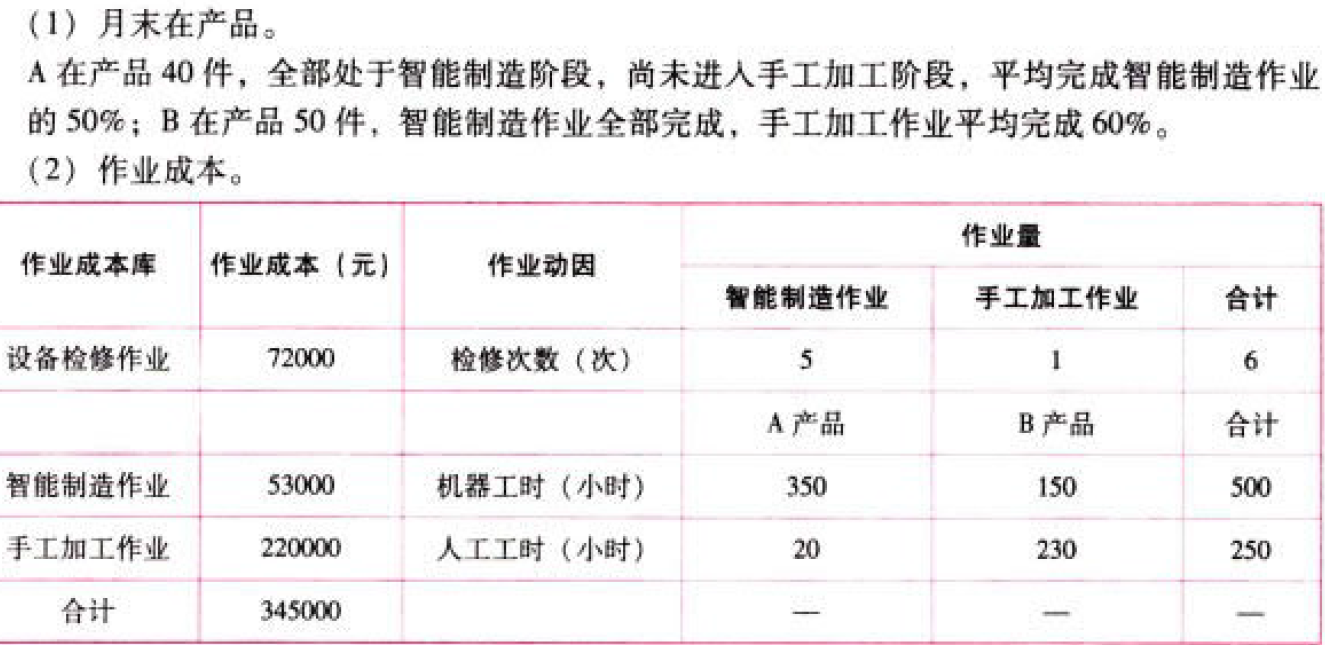 (1) 月末在产品。
A 在产品 40 件，全部处于智能制造阶段，尚未进入手工加工阶段，平均完成智能制造作业
的 50%；B 在产品 50 件，智能制造作业全部完成，手工加工作业平均完成 60%。
(2) 作业成本。
作业成本库 作业成本（元） 作业动因 作业量
智能制造作业 手工加工作业 合计
设备检修作业 72000 检修次数（次） 5 1 6
A 产品 B 产品 合计
智能制造作业 53000 机器工时（小时） 350 150 500
手工加工作业 220000 人工工时（小时） 20 230 250
合计 345000 — — —